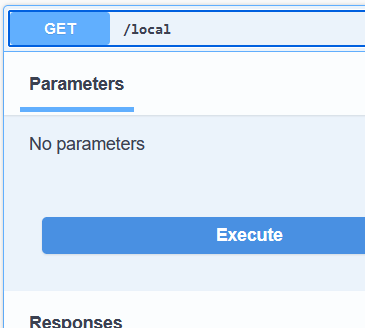 GET /local
Parameters
No parameters
Execute
Responses